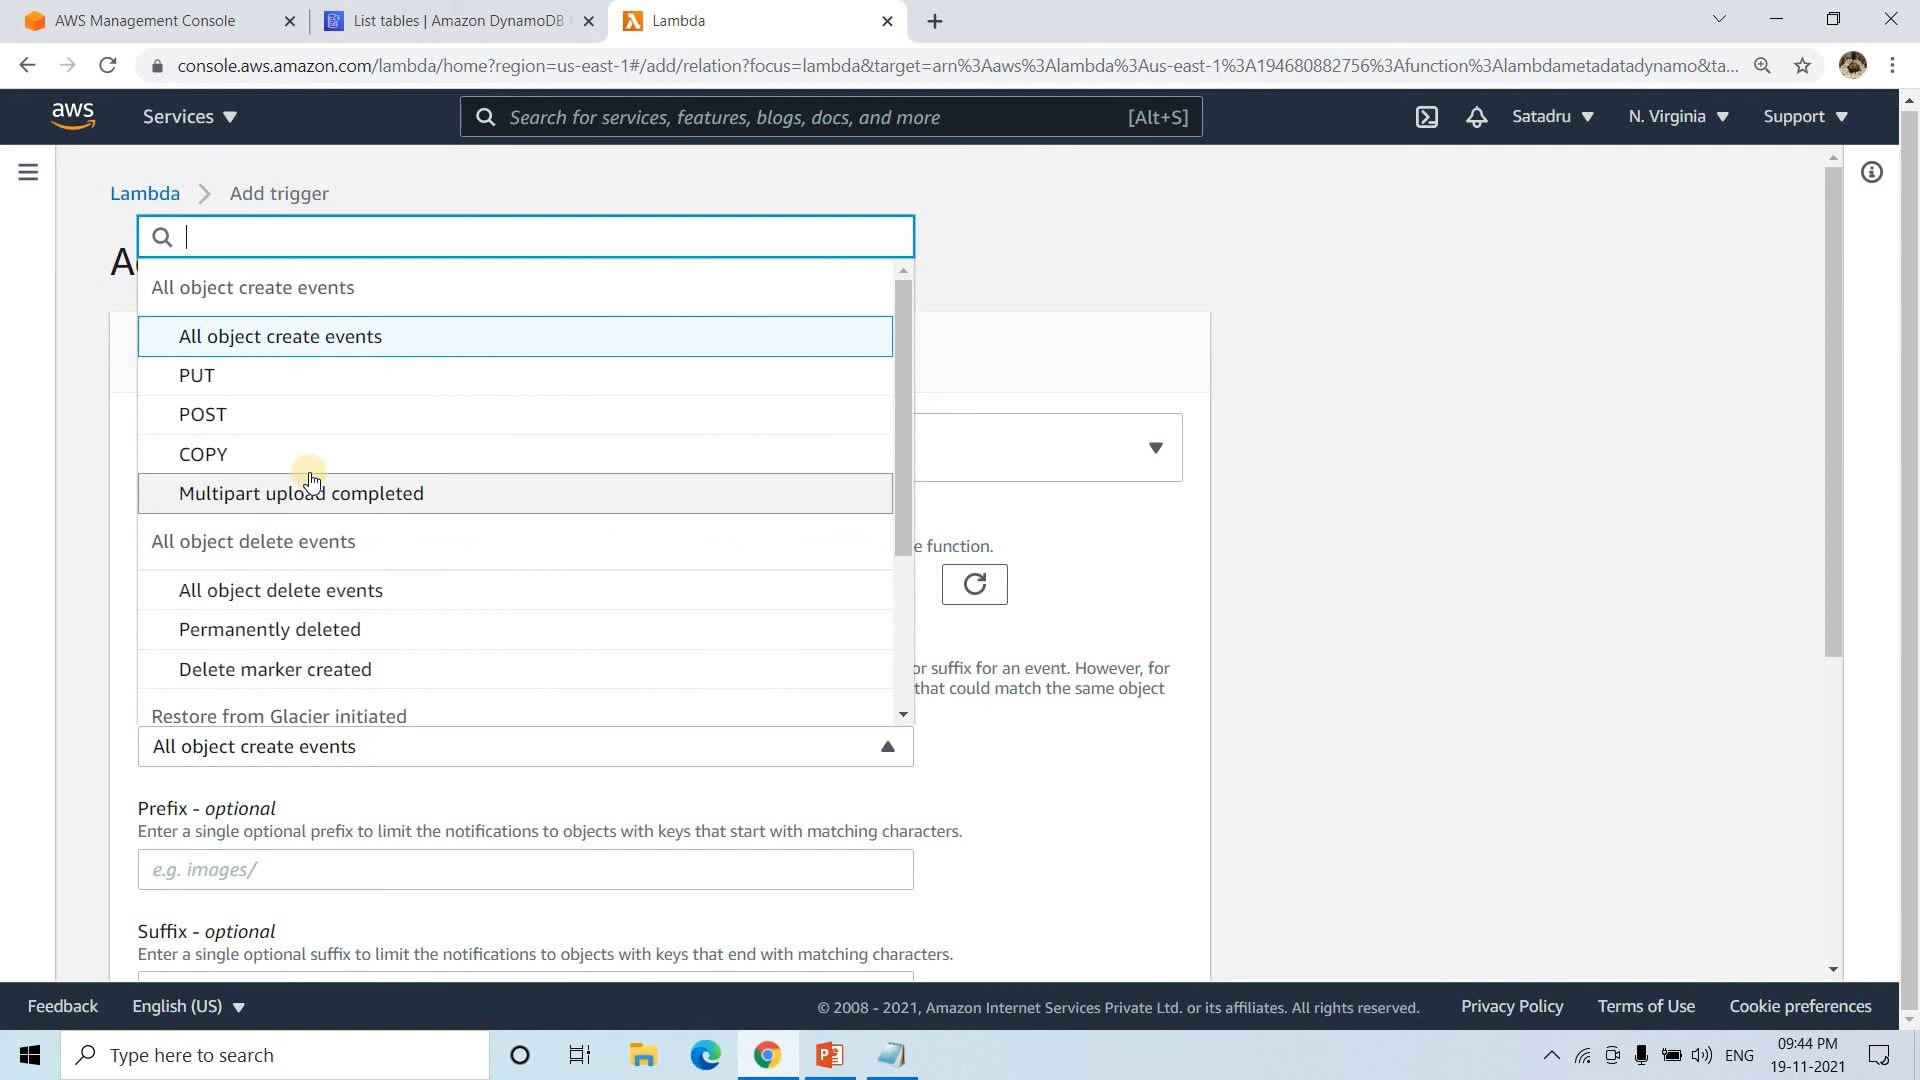 AWS Management Console
List tables | Amazon DynamoDB
Lambda
console.aws.amazon.com/lambda/home?region=us-east-1#/add/relation?focus=lambda&target=arn%3Aaws%3Alambda%3Aus-east-1%3A194680882756%3Afunction%3Alambdametadatadynamo&ta...
aws
Services
Search for services, features, blogs, docs, and more
[Alt+S]
Satadru
N. Virginia
Support
Lambda
Add trigger
All object create events
All object create events
PUT
POST
COPY
Multipart upload completed
All object delete events
e function.
All object delete events
Permanently deleted
Delete marker created
or suffix for an event. However, for
that could match the same object
Restore from Glacier initiated
All object create events
Prefix - optional
Enter a single optional prefix to limit the notifications to objects with keys that start with matching characters.
e.g. images/
Suffix - optional
Enter a single optional suffix to limit the notifications to objects with keys that end with matching characters.
Feedback
English (US)
© 2008 - 2021, Amazon Internet Services Private Ltd. or its affiliates. All rights reserved.
Privacy Policy
Terms of Use
Cookie preferences
Type here to search
ENG
09:44 PM
19-11-2021